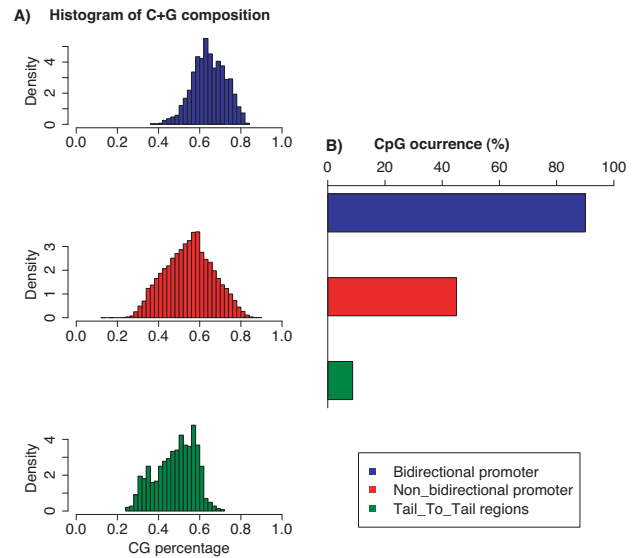 A) Histogram of C+G composition
Density
0 2 4
0.0 0.2 0.4 0.6 0.8 1.0
Density
0 1 2 3
0.0 0.2 0.4 0.6 0.8 1.0
Density
0 2 4
0.0 0.2 0.4 0.6 0.8 1.0
CG percentage
B) CpG ocurrence (%)
0 20 40 60 80 100
Bidirectional promoter
Non_bidirectional promoter
Tail_To_Tail regions